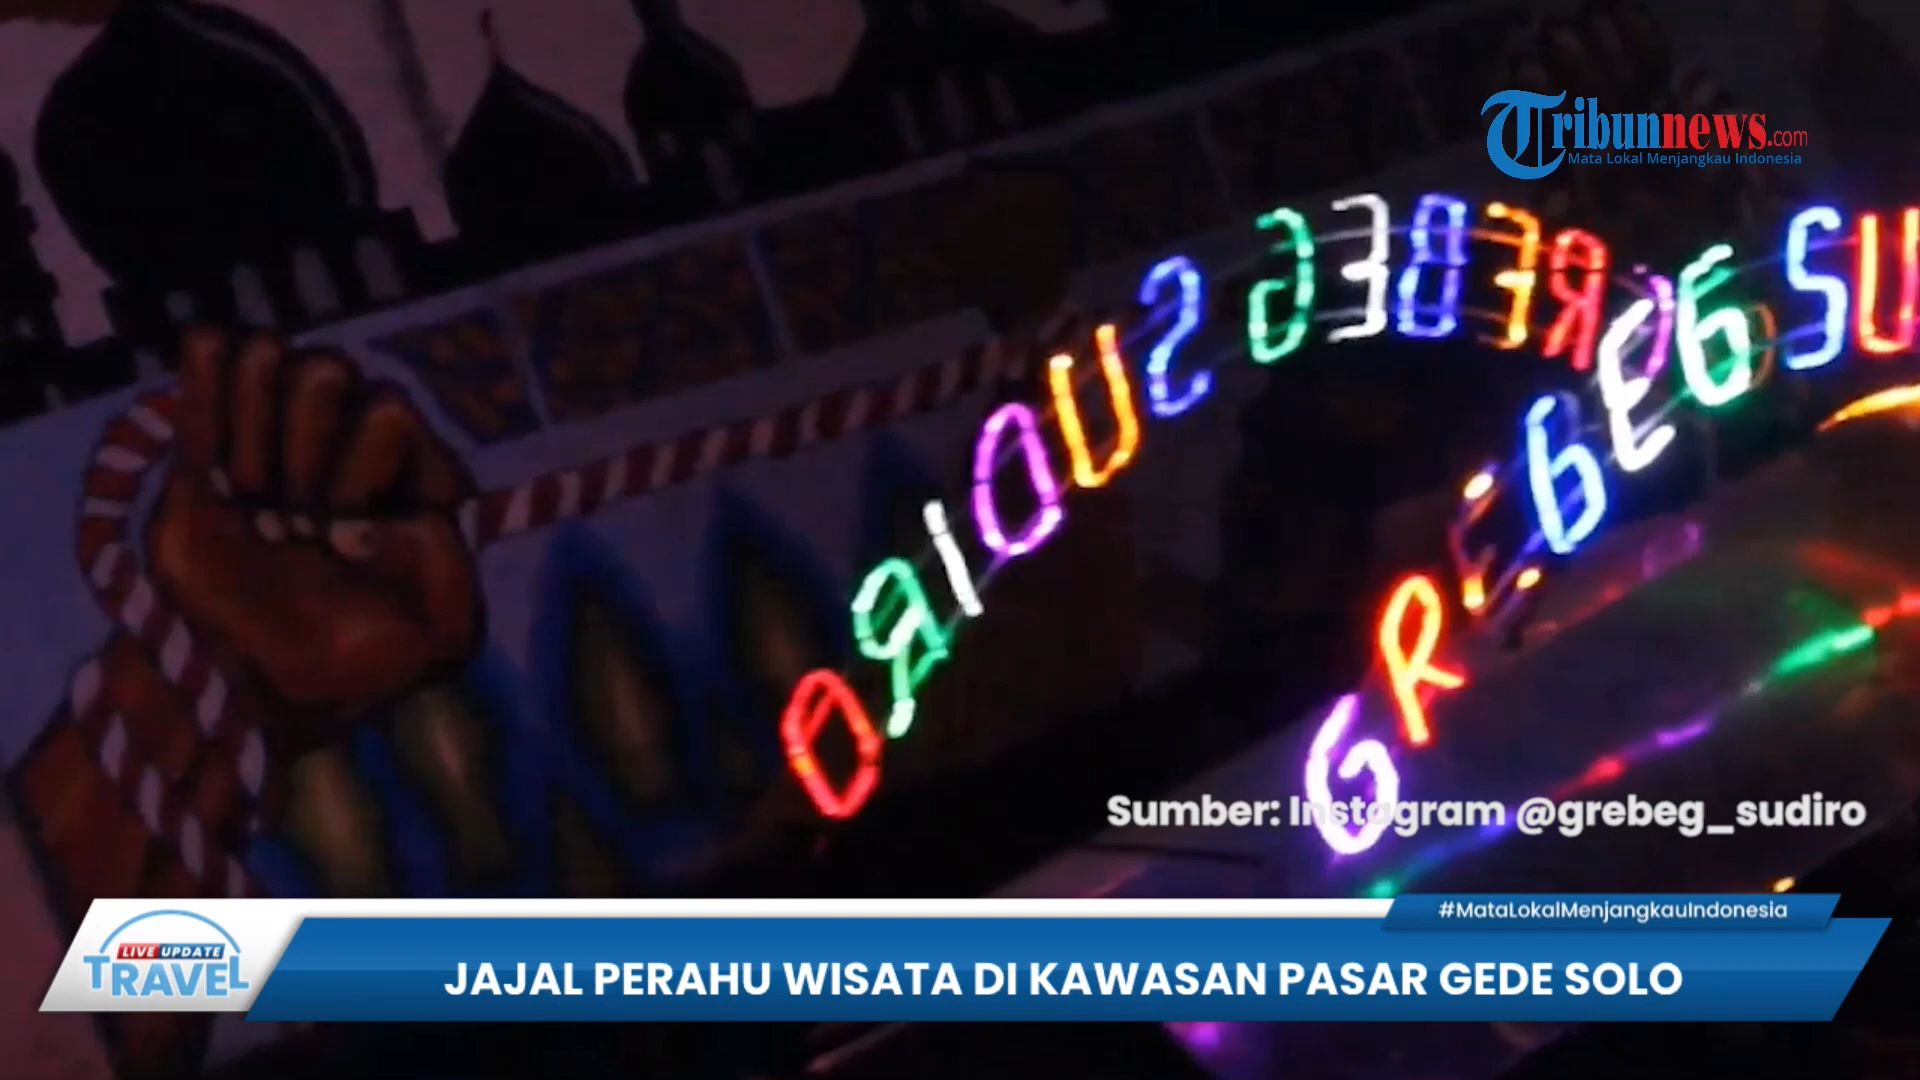 Tribunnews.com
Mata Lokal Menjangkau Indonesia
GREBEG SUDIRO
GREBEG SU
Sumber: Instagram @grebeg_sudiro
#MataLokalMenjangkauIndonesia
LIVE UPDATE
TRAVEL
JAJAL PERAHU WISATA DI KAWASAN PASAR GEDE SOLO